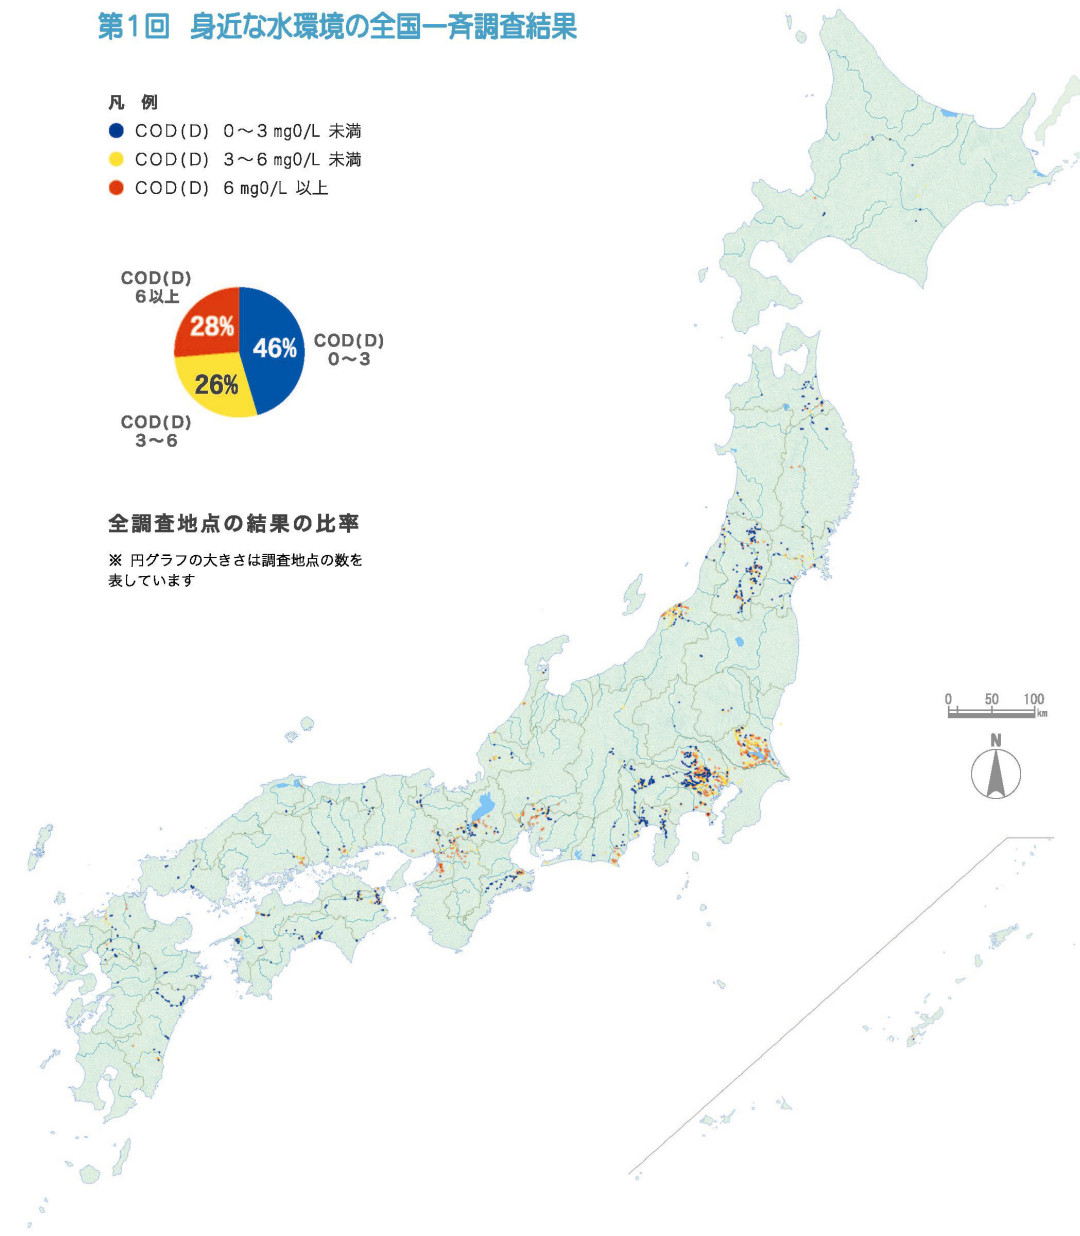 第1回 身近な水環境の全国一斉調査結果
凡 例
COD(D) 0～3 mgO/L 未満
COD(D) 3～6 mgO/L 未満
COD(D) 6 mgO/L 以上
COD(D)
6以上
28%
46%
COD(D)
0～3
26%
COD(D)
3～6
全調査地点の結果の比率
※ 円グラフの大きさは調査地点の数を
表しています
0 50 100
km
N